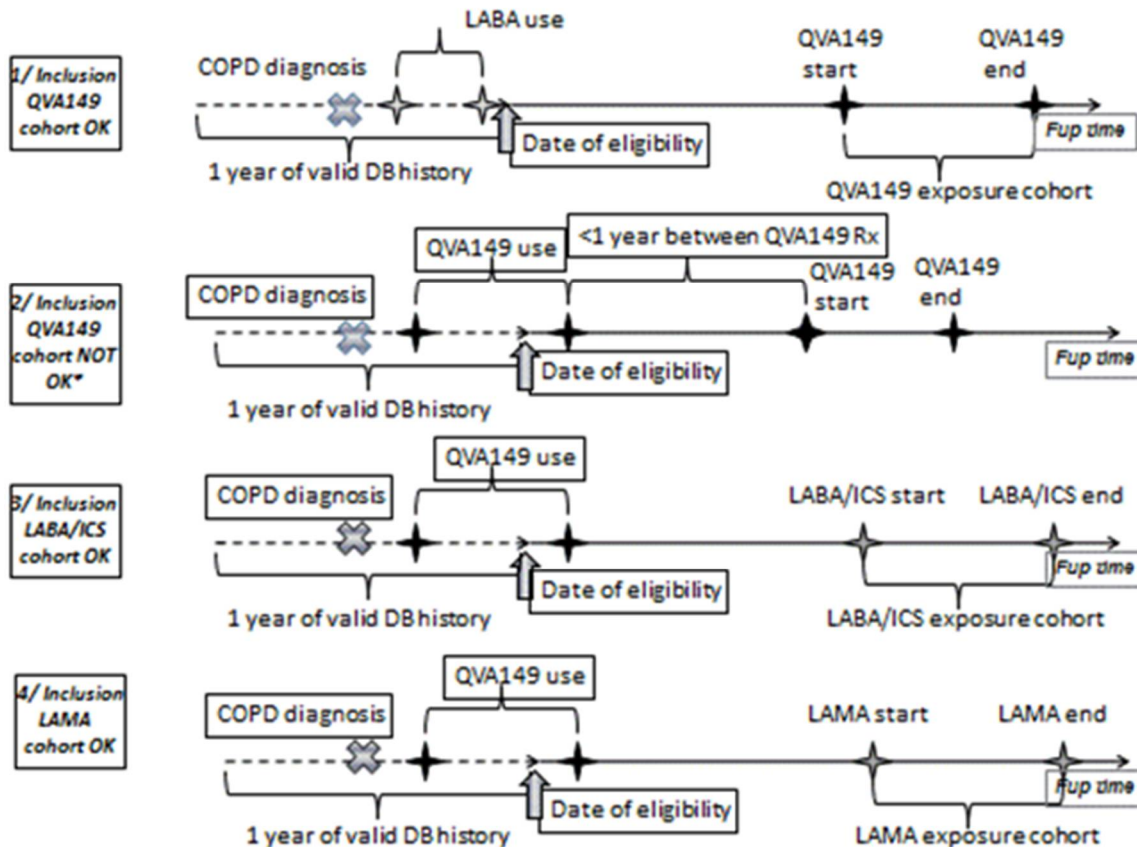 LABA use
1/ Inclusion
QVA149
cohort OK
COPD diagnosis
QVA149
start
QVA149
end
Date of eligibility
Fup time
1 year of valid DB history
QVA149 exposure cohort
2/ Inclusion
QVA149
cohort NOT
OK*
COPD diagnosis
QVA149 use
<1 year between QVA149 Rx
QVA149
start
QVA149
end
Date of eligibility
Fup time
1 year of valid DB history
3/ Inclusion
LABA/ICS
cohort OK
COPD diagnosis
QVA149 use
LABA/ICS start
LABA/ICS end
Date of eligibility
Fup time
1 year of valid DB history
LABA/ICS exposure cohort
4/ Inclusion
LAMA
cohort OK
COPD diagnosis
QVA149 use
LAMA start
LAMA end
Date of eligibility
Fup time
1 year of valid DB history
LAMA exposure cohort